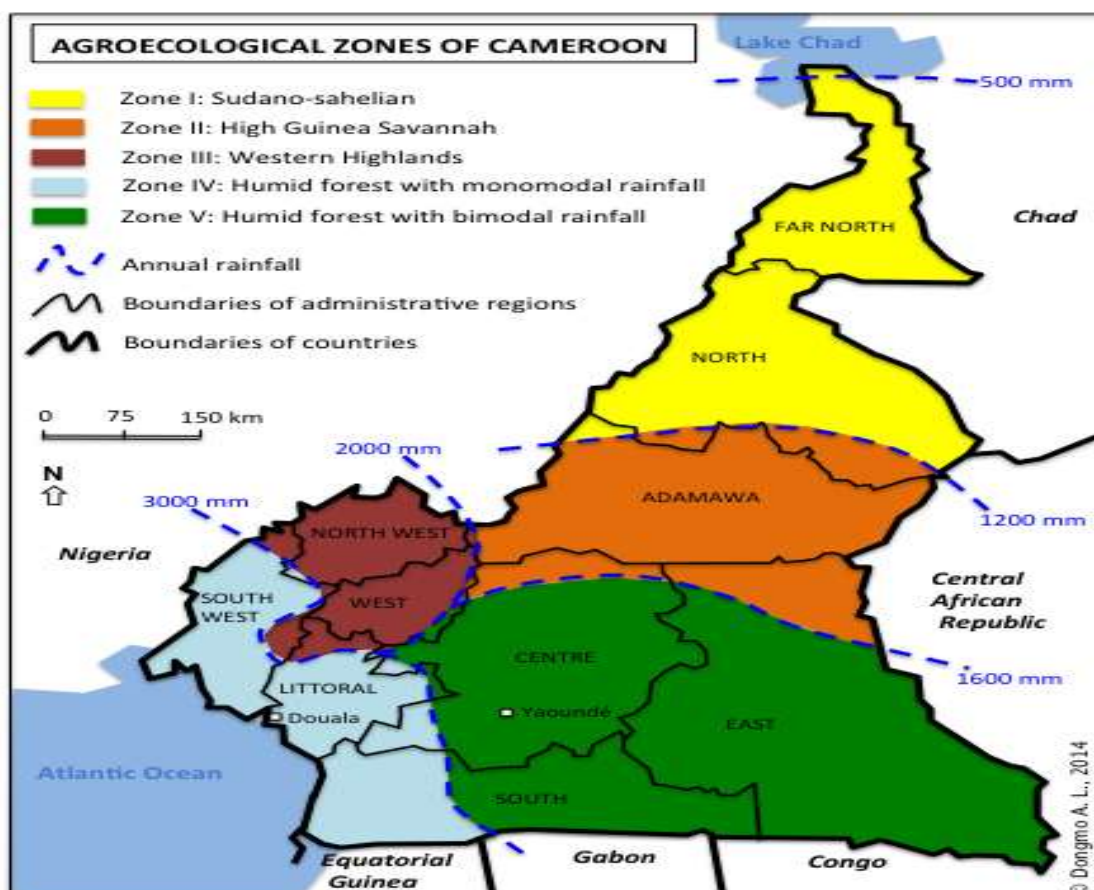 AGROECOLOGICAL ZONES OF CAMEROON
Zone I: Sudano-sahelian
Zone II: High Guinea Savannah
Zone III: Western Highlands
Zone IV: Humid forest with monomodal rainfall
Zone V: Humid forest with bimodal rainfall
Annual rainfall
Boundaries of administrative regions
Boundaries of countries
0 75 150 km
N
Lake Chad
500 mm
Chad
FAR NORTH
NORTH
2000 mm
3000 mm
ADAMAWA
1200 mm
Nigeria
NORTH WEST
Central
African
Republic
SOUTH
WEST
WEST
CENTRE
1600 mm
LITTORAL
Douala
Yaoundé
EAST
Atlantic Ocean
SOUTH
Equatorial
Guinea
Gabon
Congo
© Dongmo A. L., 2014